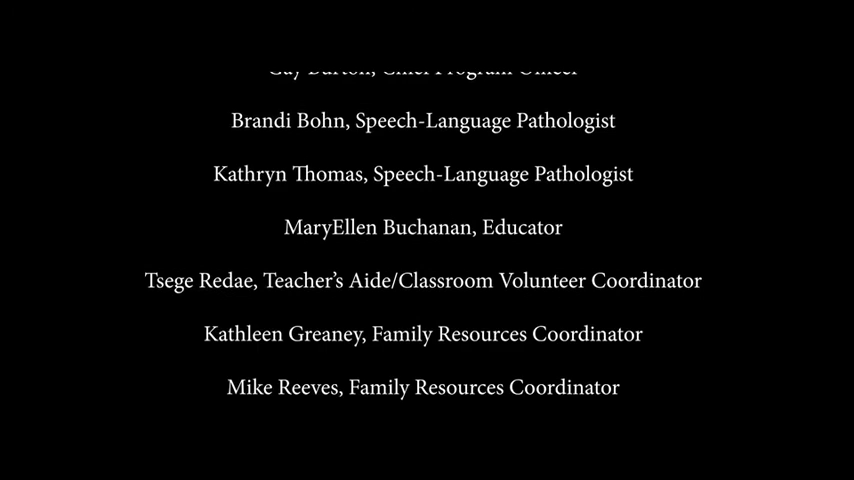 Brandi Bohn, Speech-Language Pathologist
Kathryn Thomas, Speech-Language Pathologist
MaryEllen Buchanan, Educator
Tsege Redae, Teacher’s Aide/Classroom Volunteer Coordinator
Kathleen Greaney, Family Resources Coordinator
Mike Reeves, Family Resources Coordinator